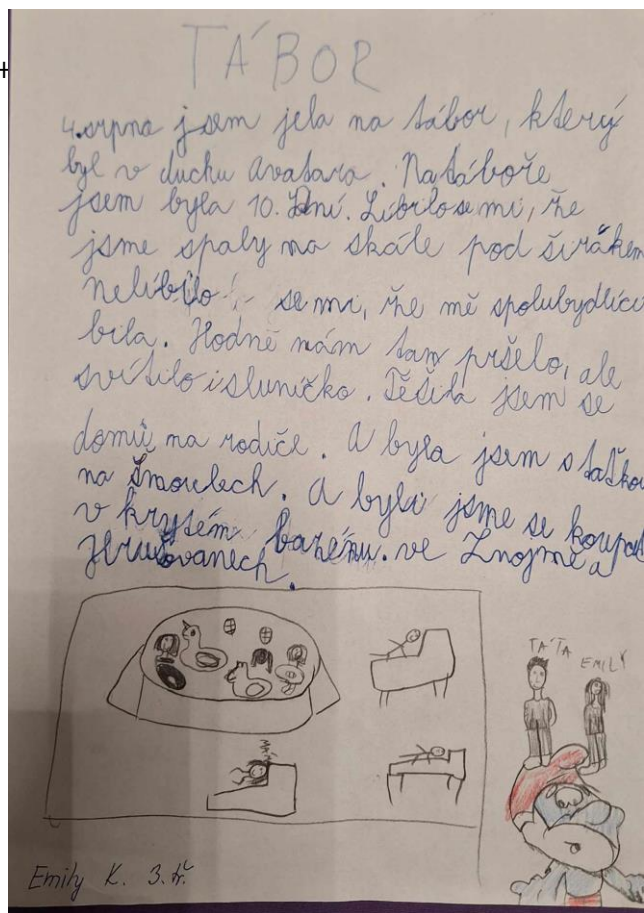 TÁBOR
4. srpna jsem jela na tábor, který
byl v duchu Avatara. Na táboře
jsem byla 10. dní. Líbilo se mi, že
jsme spaly na skále pod širákem
Nelíbilo se mi, že mě spolubydlící
bila. Hodně nám tam pršelo, ale
svítilo i sluníčko. Těšila jsem se
domů na rodiče. A byla jsem s taťkou
na Šmoulech. A byli jsme se koupat
v krytém bazénu. ve Znojmě a
Hrušovanech.
TÁTA
EMILY
Emily K. 3. tř.